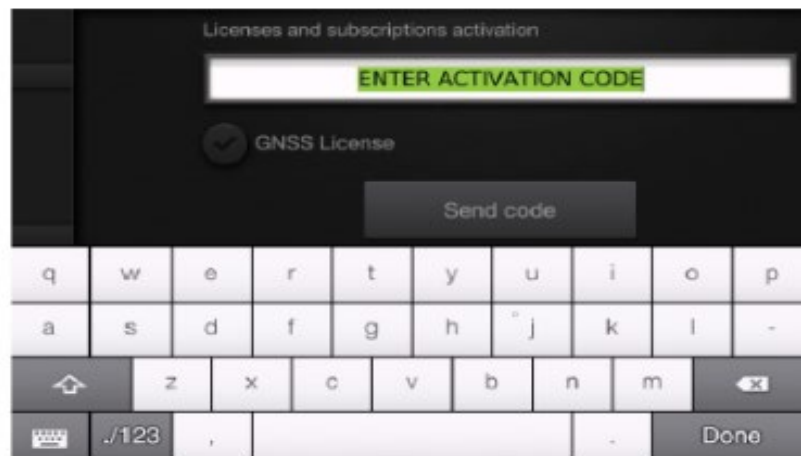 Licenses and subscriptions activation
ENTER ACTIVATION CODE
GNSS License
Send code
q w e r t y u i o p
a s d f g h j k l -
z x c v b n m
./123 , . Done